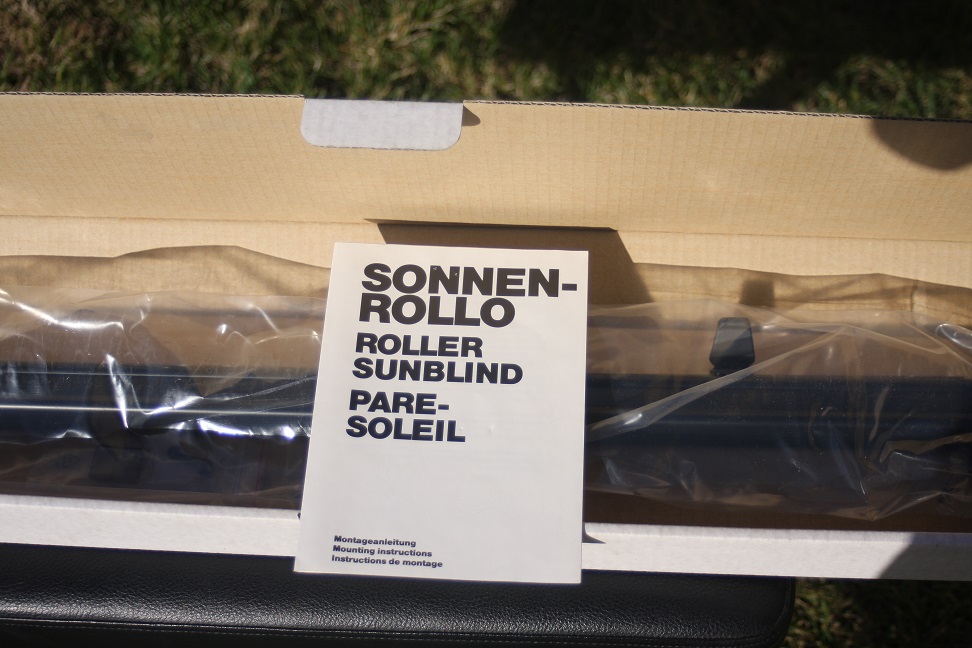 SONNEN-
ROLLO
ROLLER
SUNBLIND
PARE-
SOLEIL
Montageanleitung
Mounting instructions
Instructions de montage